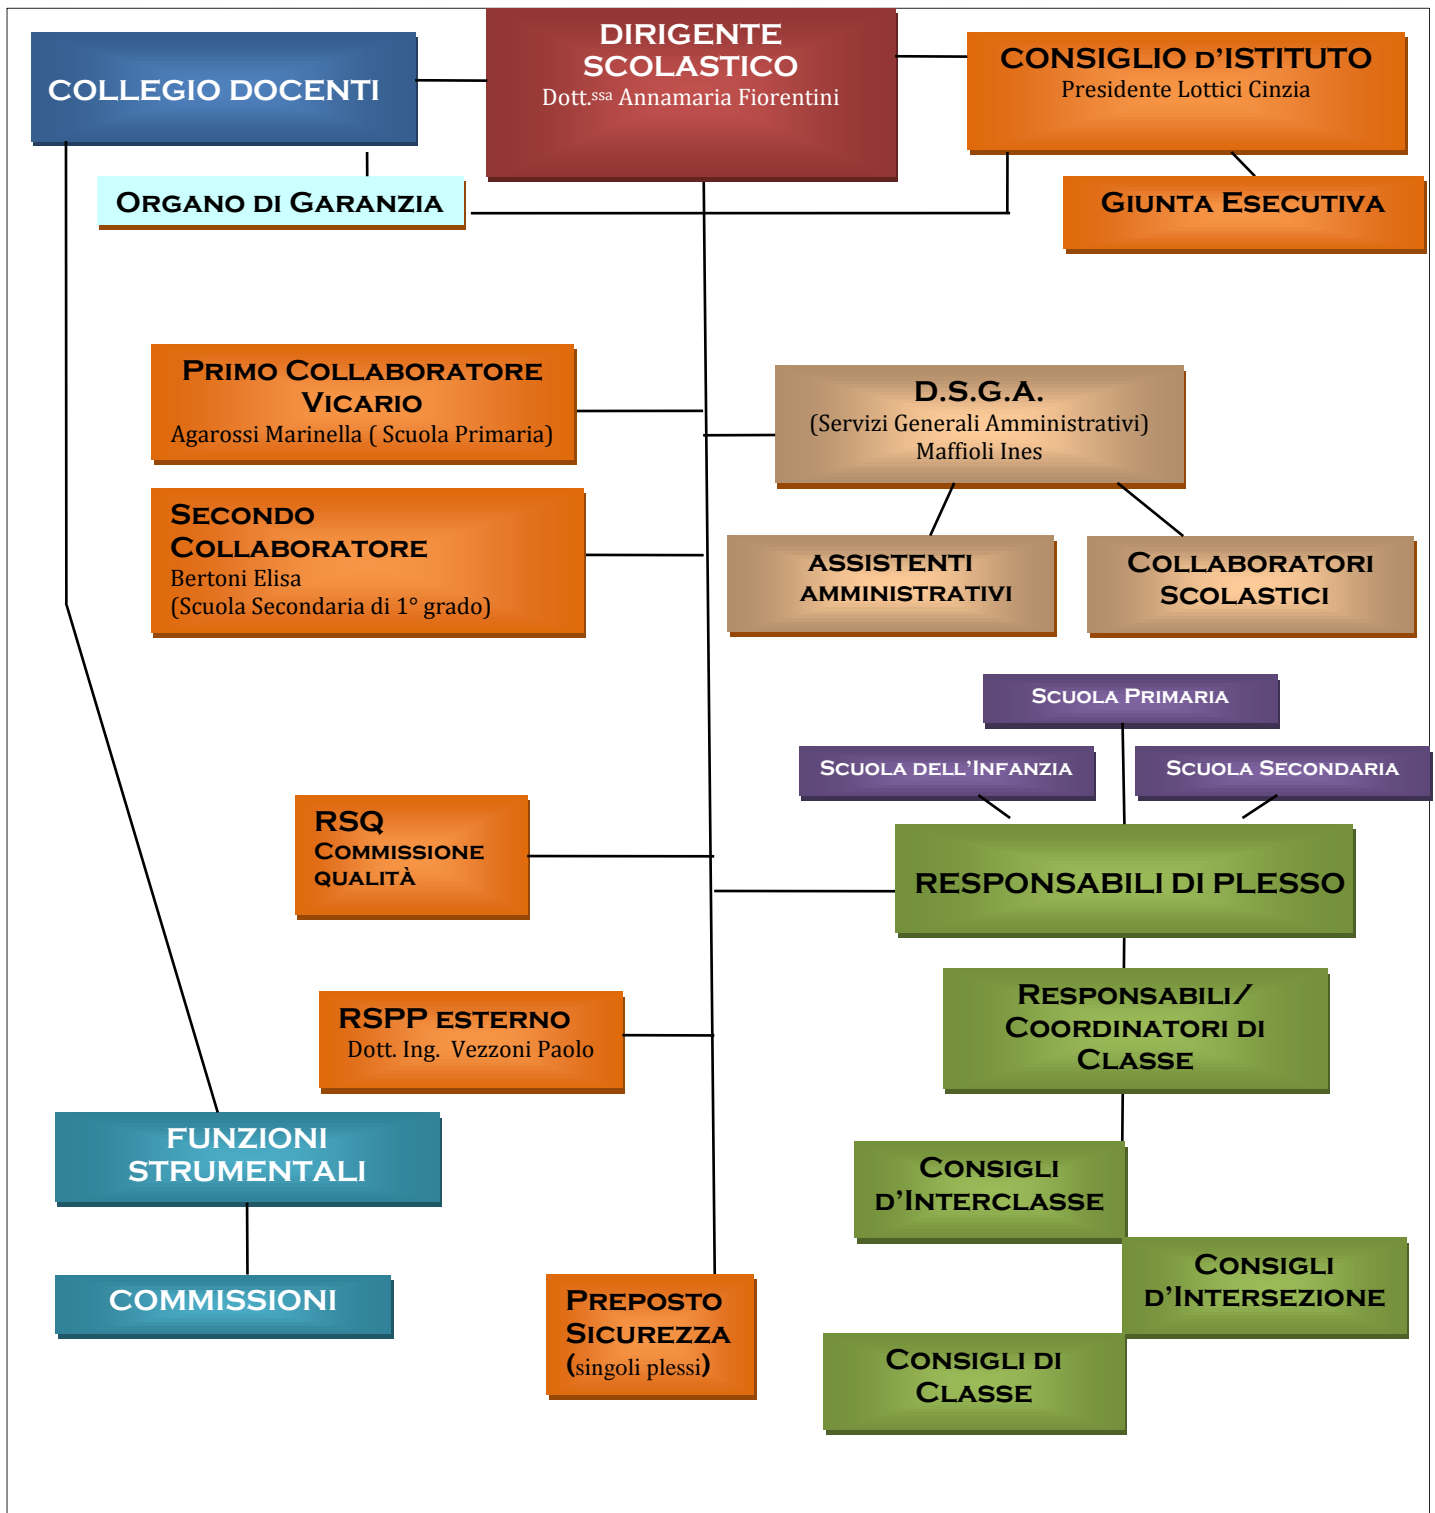 COLLEGIO DOCENTI
DIRIGENTE
SCOLASTICO
Dott.ssa Annamaria Fiorentini
CONSIGLIO D'ISTITUTO
Presidente Lottici Cinzia
ORGANO DI GARANZIA
GIUNTA ESECUTIVA
PRIMO COLLABORATORE
VICARIO
Agarossi Marinella ( Scuola Primaria)
D.S.G.A.
(Servizi Generali Amministrativi)
Maffioli Ines
SECONDO
COLLABORATORE
Bertoni Elisa
(Scuola Secondaria di 1° grado)
ASSISTENTI
AMMINISTRATIVI
COLLABORATORI
SCOLASTICI
SCUOLA PRIMARIA
SCUOLA DELL'INFANZIA
SCUOLA SECONDARIA
RSQ
COMMISSIONE
QUALITÀ
RESPONSABILI DI PLESSO
RSPP ESTERNO
Dott. Ing. Vezzoni Paolo
RESPONSABILI/
COORDINATORI DI
CLASSE
FUNZIONI
STRUMENTALI
CONSIGLI
D'INTERCLASSE
COMMISSIONI
CONSIGLI
D'INTERSEZIONE
PREPOSTO
SICUREZZA
(singoli plessi)
CONSIGLI DI
CLASSE